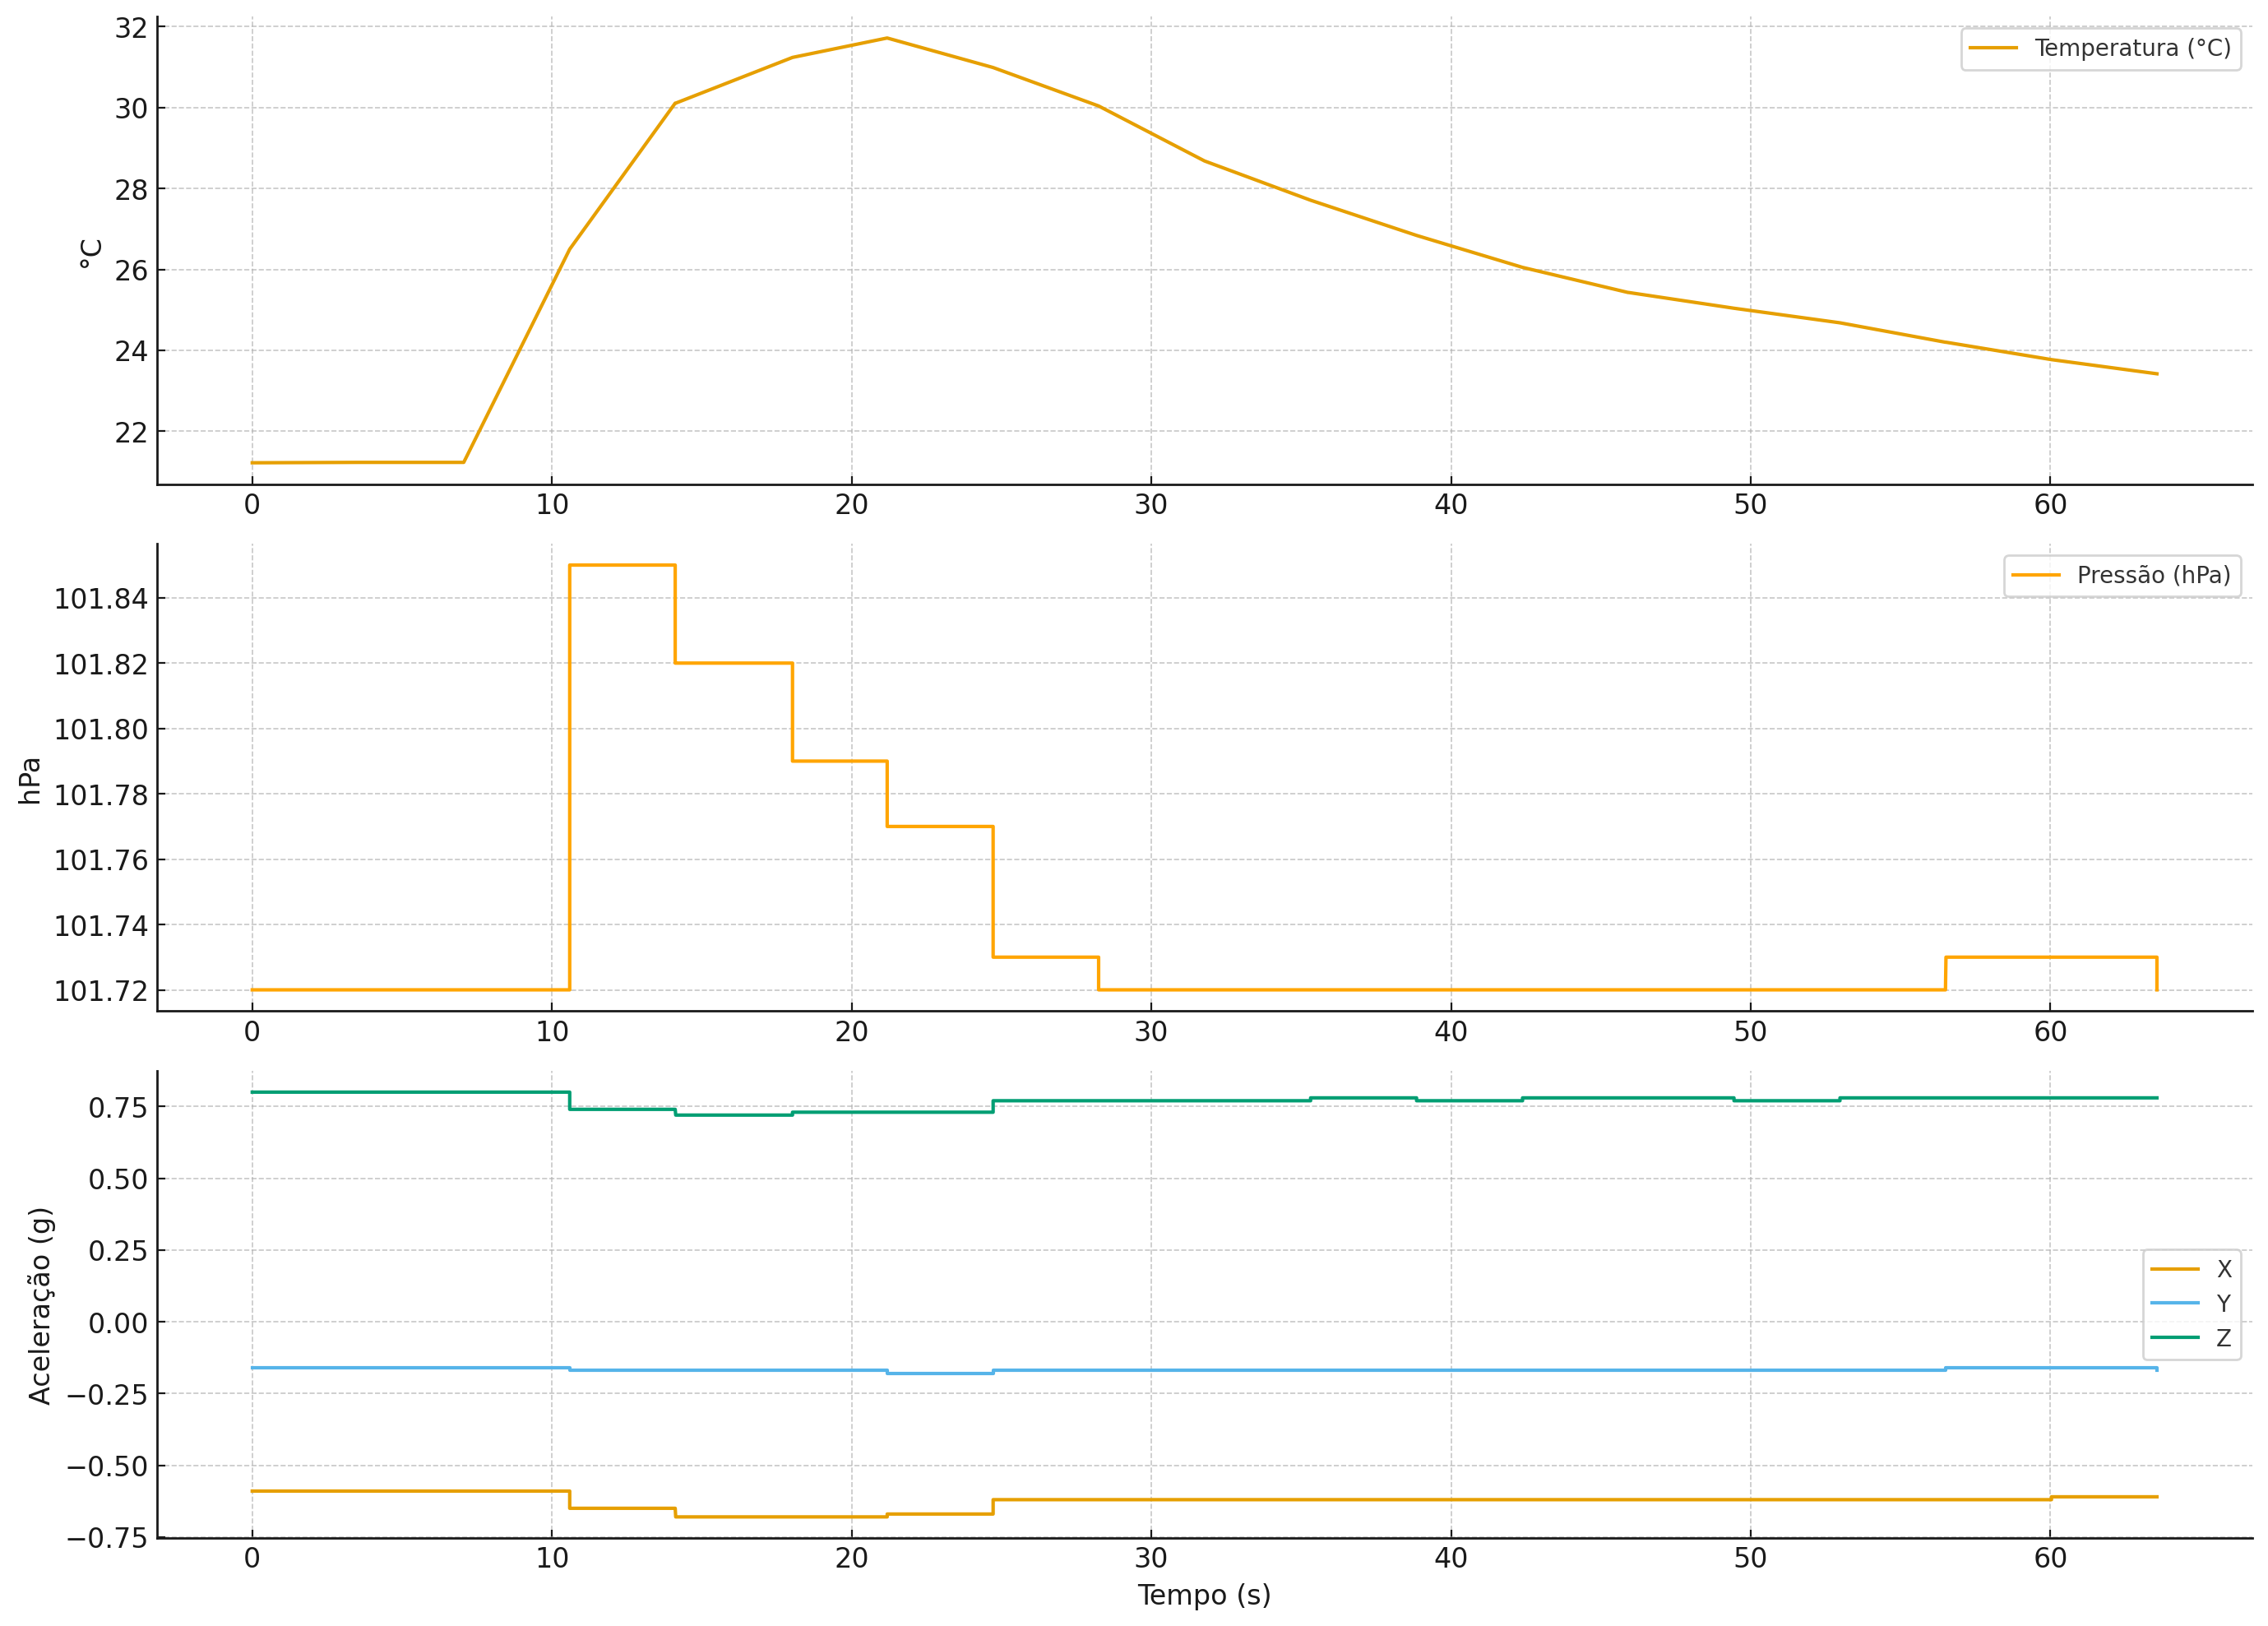 32
30
28
26
24
22
°C
Temperatura (°C)
0 10 20 30 40 50 60
101.84
101.82
101.80
101.78
101.76
101.74
101.72
hPa
Pressão (hPa)
0 10 20 30 40 50 60
0.75
0.50
0.25
0.00
−0.25
−0.50
−0.75
Aceleração (g)
X
Y
Z
0 10 20 30 40 50 60
Tempo (s)